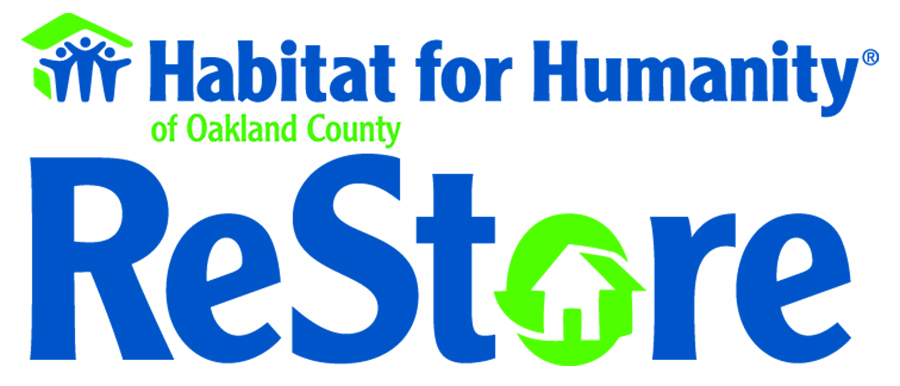 Habitat for Humanity®
of Oakland County
ReStore